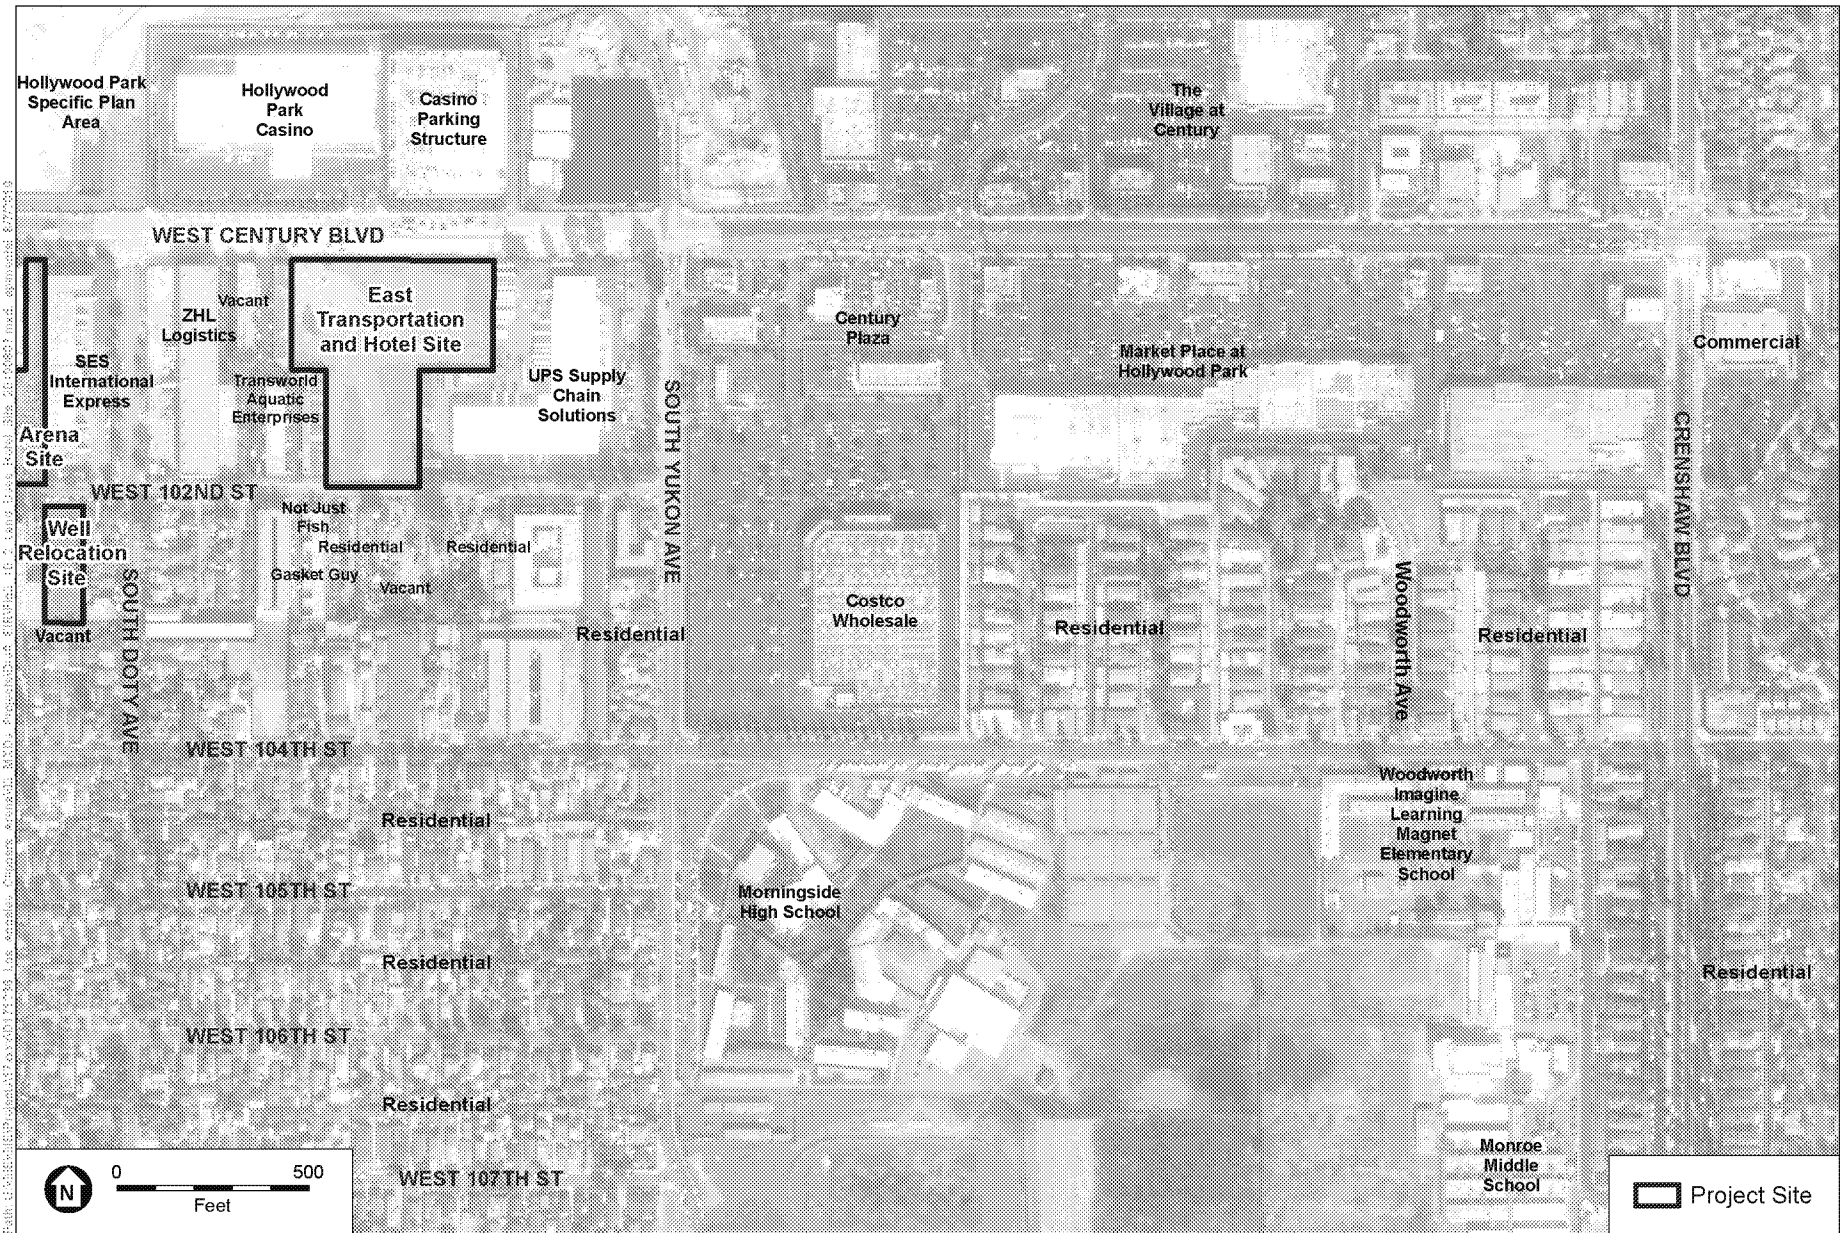 Hollywood Park
Specific Plan
Area
Hollywood
Park
Casino
Casino
Parking
Structure
The
Village at
Century
WEST CENTURY BLVD
East
Transportation
and Hotel Site
Vacant
ZHL
Logistics
SES
International
Express
Transworld
Aquatic
Enterprises
UPS Supply
Chain
Solutions
Century
Plaza
Market Place at
Hollywood Park
Commercial
Arena
Site
SOUTH YUKON AVE
CRENSHAW BLVD
WEST 102ND ST
Well
Relocation
Site
Vacant
SOUTH DOTY AVE
Not Just
Fish
Residential
Residential
Gasket Guy
Vacant
Residential
Costco
Wholesale
Residential
Woodworth Ave
Residential
WEST 104TH ST
Residential
Woodworth
Imagine
Learning
Magnet
Elementary
School
WEST 105TH ST
Morningside
High School
Residential
Residential
WEST 106TH ST
Residential
Monroe
Middle
School
WEST 107TH ST
N
0 500
Feet
Project Site